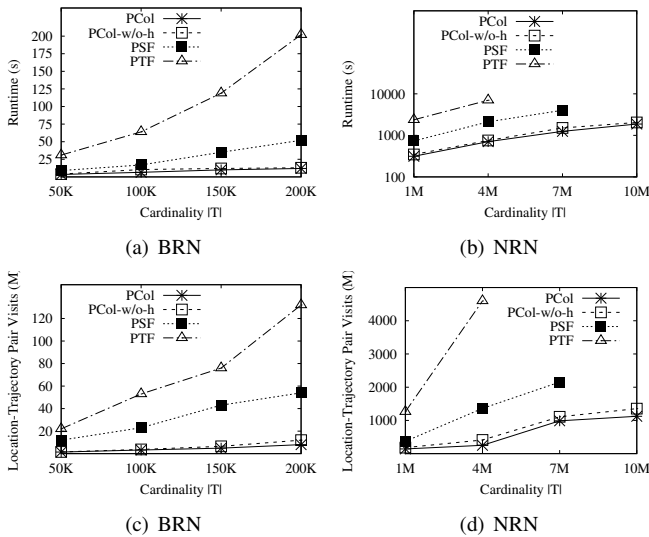 PCol
PCol-w/o-h
PSF
PTF
Runtime (s)
200
175
150
125
100
75
50
25
50K 100K 150K 200K
Cardinality |T|
(a) BRN
PCol
PCol-w/o-h
PSF
PTF
Runtime (s)
10000
1000
100
1M 4M 7M 10M
Cardinality |T|
(b) NRN
PCol
PCol-w/o-h
PSF
PTF
Location-Trajectory Pair Visits (M)
120
100
80
60
40
20
50K 100K 150K 200K
Cardinality |T|
(c) BRN
PCol
PCol-w/o-h
PSF
PTF
Location-Trajectory Pair Visits (M)
4000
3000
2000
1000
1M 4M 7M 10M
Cardinality |T|
(d) NRN